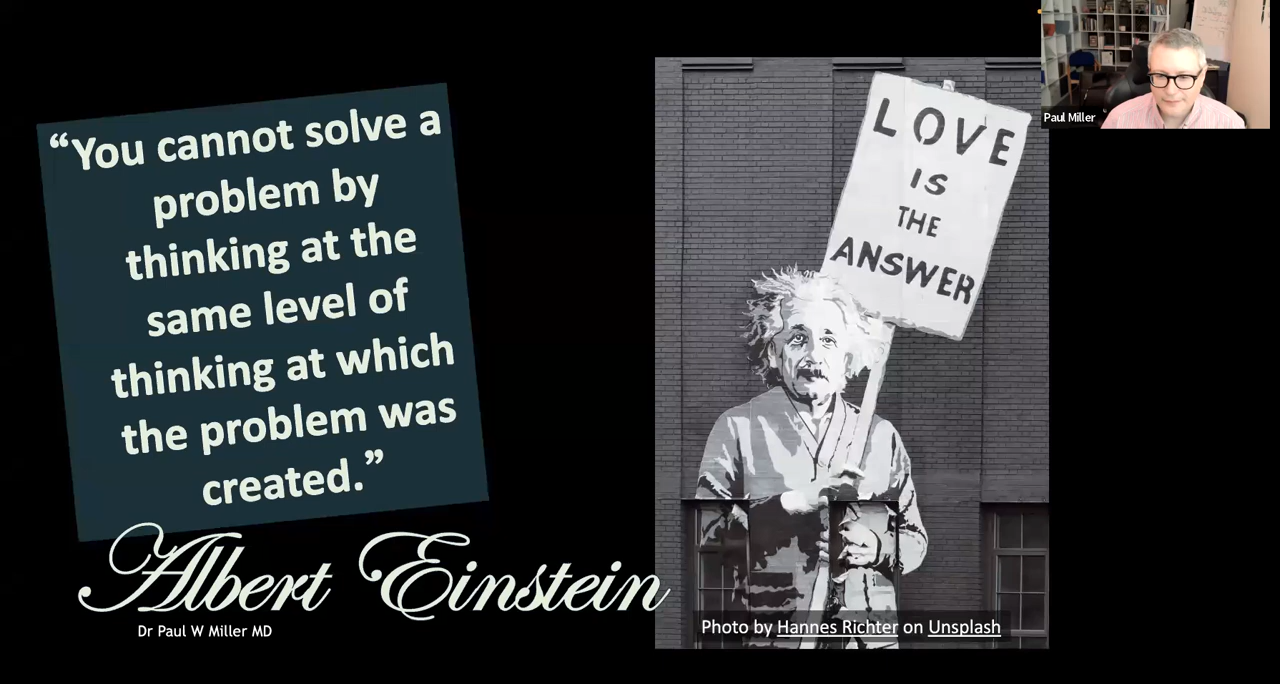 “You cannot solve a
problem by
thinking at the
same level of
thinking at which
the problem was
created.”
Albert Einstein
Dr Paul W Miller MD
LOVE
IS
THE
ANSWER
Photo by Hannes Richter on Unsplash
Paul Miller